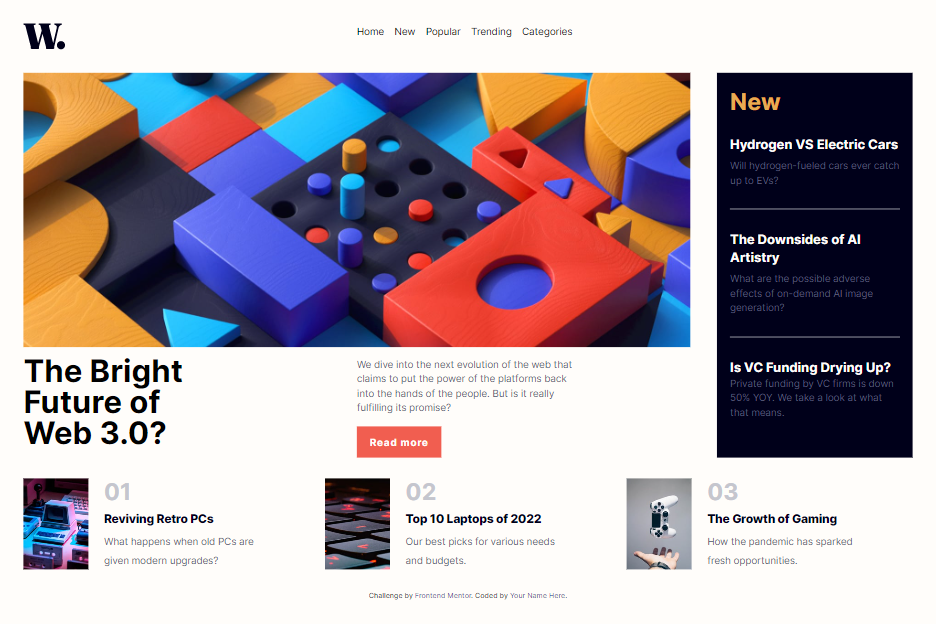 W.
Home New Popular Trending Categories
The Bright
Future of
Web 3.0?
We dive into the next evolution of the web that
claims to put the power of the platforms back
into the hands of the people. But is it really
fulfilling its promise?
Read more
New
Hydrogen VS Electric Cars
Will hydrogen-fueled cars ever catch
up to EVs?
The Downsides of AI
Artistry
What are the possible adverse
effects of on-demand AI image
generation?
Is VC Funding Drying Up?
Private funding by VC firms is down
50% YOY. We take a look at what
that means.
01
Reviving Retro PCs
What happens when old PCs are
given modern upgrades?
02
Top 10 Laptops of 2022
Our best picks for various needs
and budgets.
03
The Growth of Gaming
How the pandemic has sparked
fresh opportunities.
Challenge by Frontend Mentor. Coded by Your Name Here.